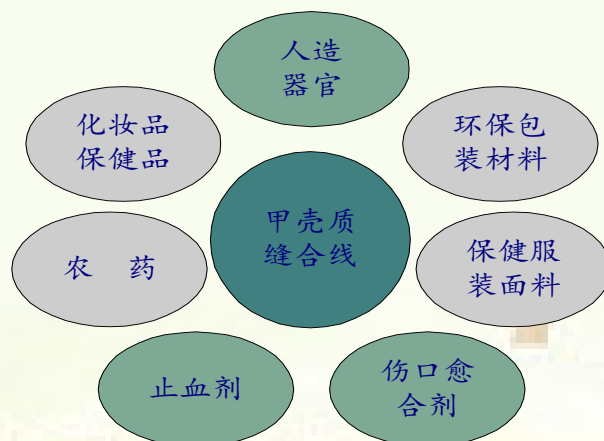 人造
器官
化妆品
保健品
环保包
装材料
甲壳质
缝合线
农 药
保健服
装面料
止血剂
伤口愈
合剂